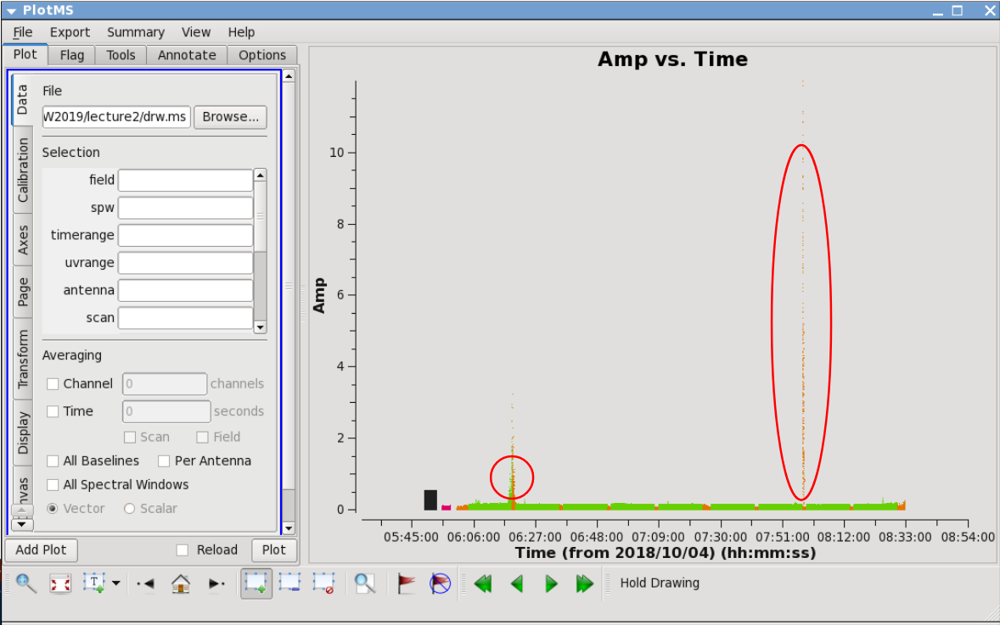 PlotMS
File Export Summary View Help
Plot Flag Tools Annotate Options
Data
Calibration
Axes
Page
Transform
Display
nvas
File
W2019/lecture2/drw.ms Browse...
Selection
field
spw
timerange
uvrange
antenna
scan
Averaging
Channel 0 channels
Time 0 seconds
Scan Field
All Baselines Per Antenna
All Spectral Windows
Vector Scalar
Add Plot Reload Plot
Amp vs. Time
Amp
10
8
6
4
2
0
05:45:00 06:06:00 06:27:00 06:48:00 07:09:00 07:30:00 07:51:00 08:12:00 08:33:00 08:54:00
Time (from 2018/10/04) (hh:mm:ss)
T
Hold Drawing